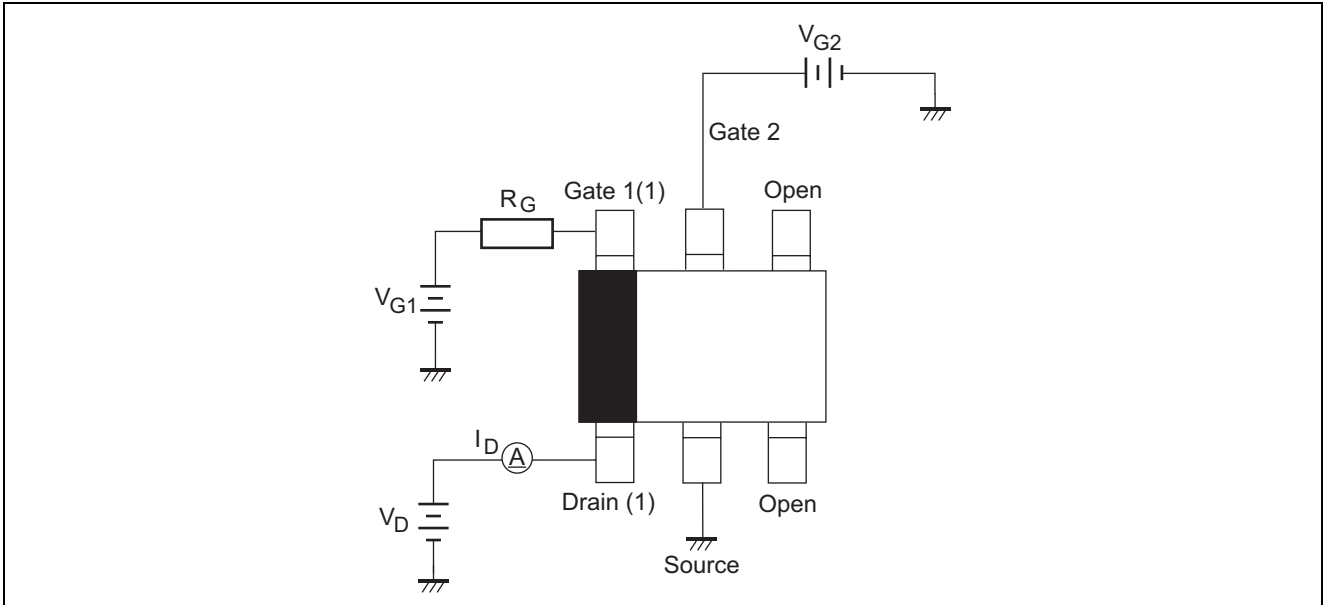 VG2
Gate 2
Gate 1(1)
Open
RG
VG1
ID
A
Drain (1)
Open
VD
Source